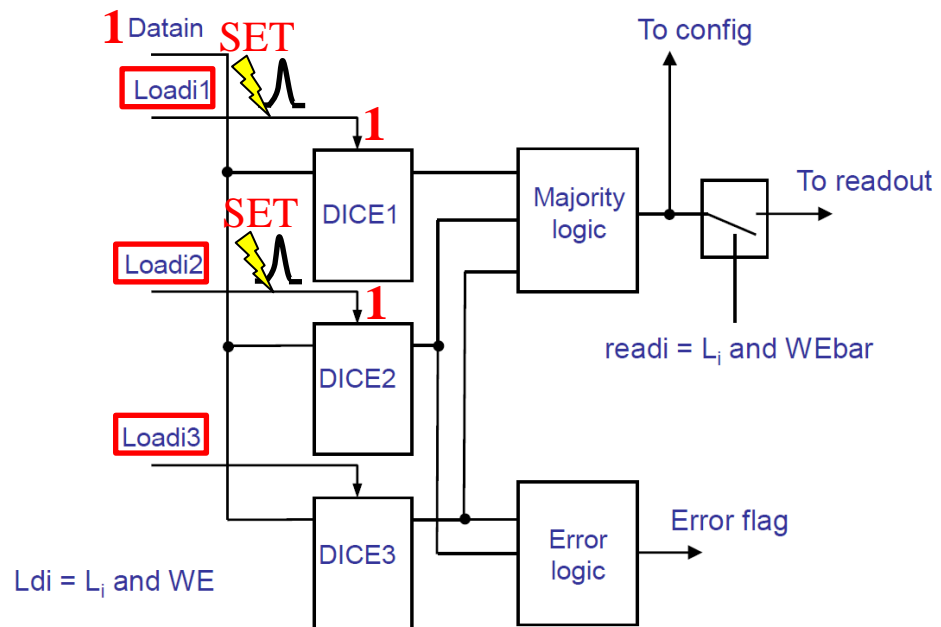 1 Datain
SET
To config
Loadi1
1
To readout
DICE1
Majority
logic
SET
Loadi2
1
readi = Li and WEbar
DICE2
Loadi3
Error flag
DICE3
Error
logic
Ldi = Li and WE